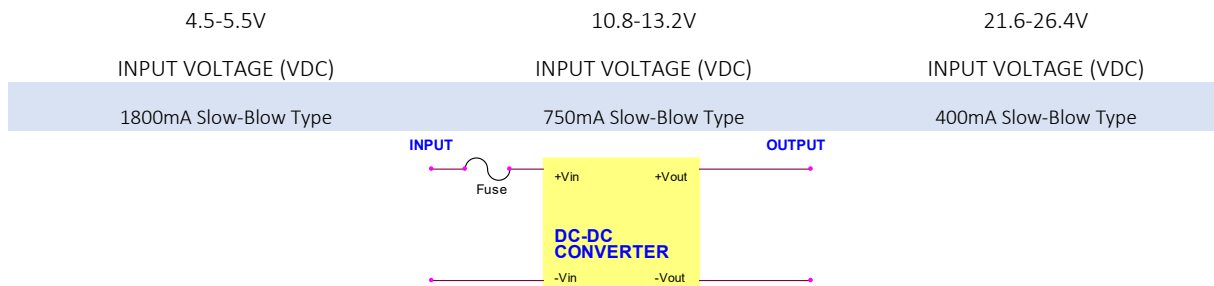 4.5-5.5V 10.8-13.2V 21.6-26.4V
INPUT VOLTAGE (VDC) INPUT VOLTAGE (VDC) INPUT VOLTAGE (VDC)
1800mA Slow-Blow Type 750mA Slow-Blow Type 400mA Slow-Blow Type
INPUT OUTPUT
Fuse +Vin +Vout
DC-DC
CONVERTER
-Vin -Vout